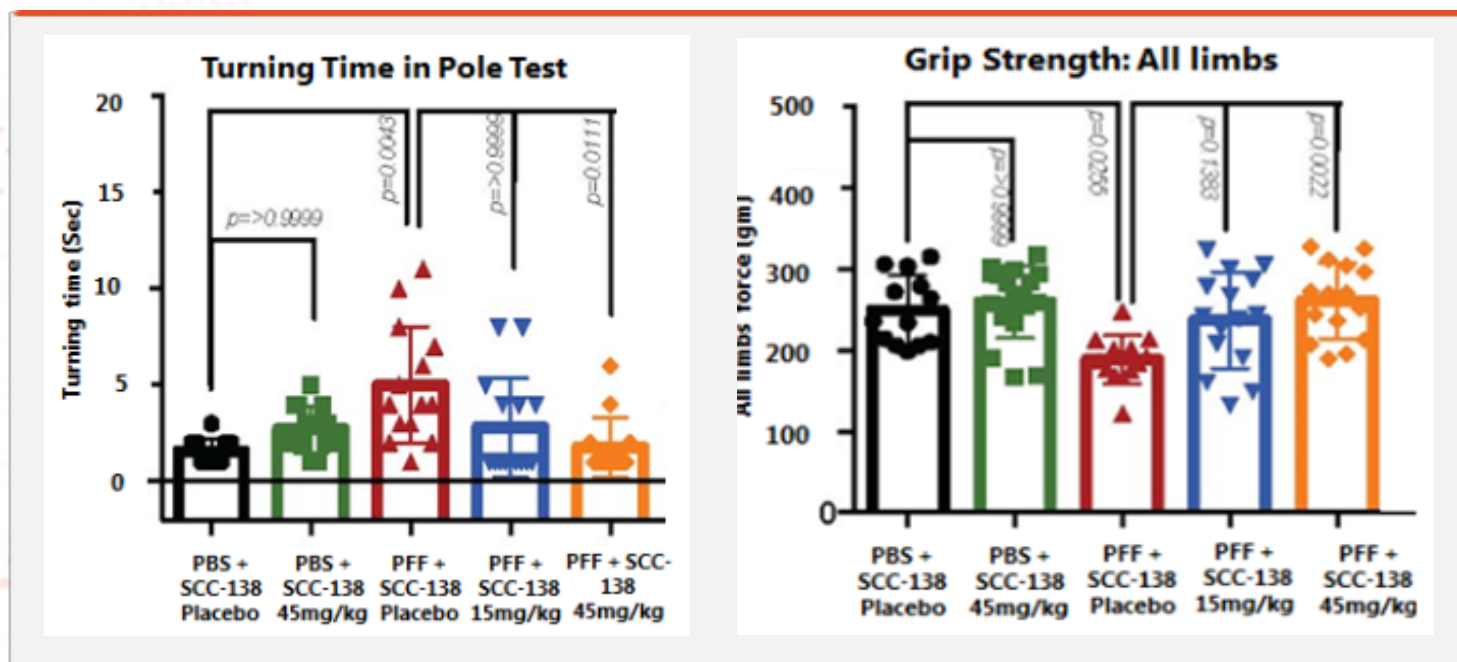 Turning Time in Pole Test
Turning time (Sec)
20
15
10
5
0
p=>0.9999
p=0.0043
p=>0.9999
p=0.0111
PBS +
SCC-138
Placebo
PBS +
SCC-138
45mg/kg
PFF +
SCC-138
Placebo
PFF +
SCC-138
15mg/kg
PFF + SCC-
138
45mg/kg
Grip Strength: All limbs
All limbs force (gm)
500
400
300
200
100
0
p=>0.9999
p=0.1383
p=0.0022
PBS +
SCC-138
Placebo
PBS +
SCC-138
45mg/kg
PFF +
SCC-138
Placebo
PFF +
SCC-138
15mg/kg
PFF +
SCC-138
45mg/kg